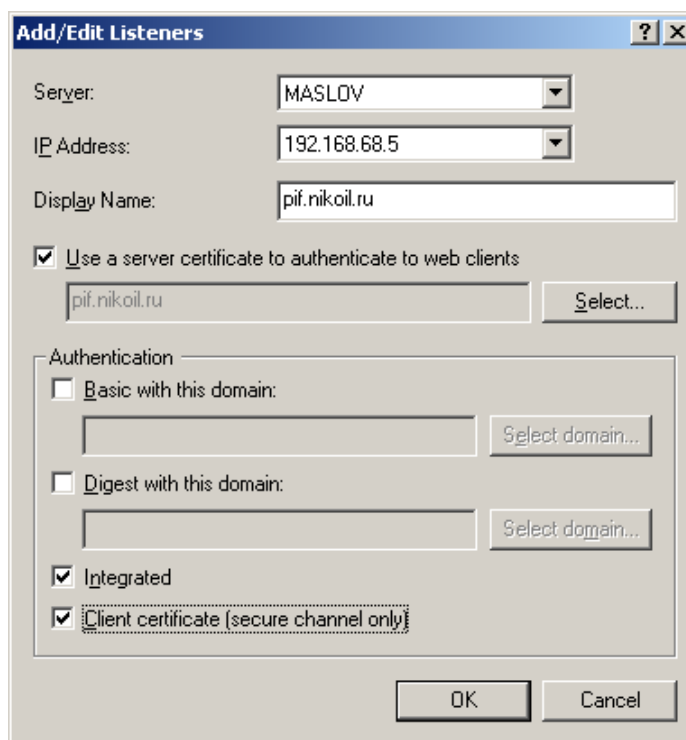 Add/Edit Listeners
Server: MASLOV
IP Address: 192.168.68.5
Display Name: pif.nikoil.ru
Use a server certificate to authenticate to web clients
pif.nikoil.ru Select...
Authentication
Basic with this domain:
Select domain...
Digest with this domain:
Select domain...
Integrated
Client certificate (secure channel only)
OK Cancel